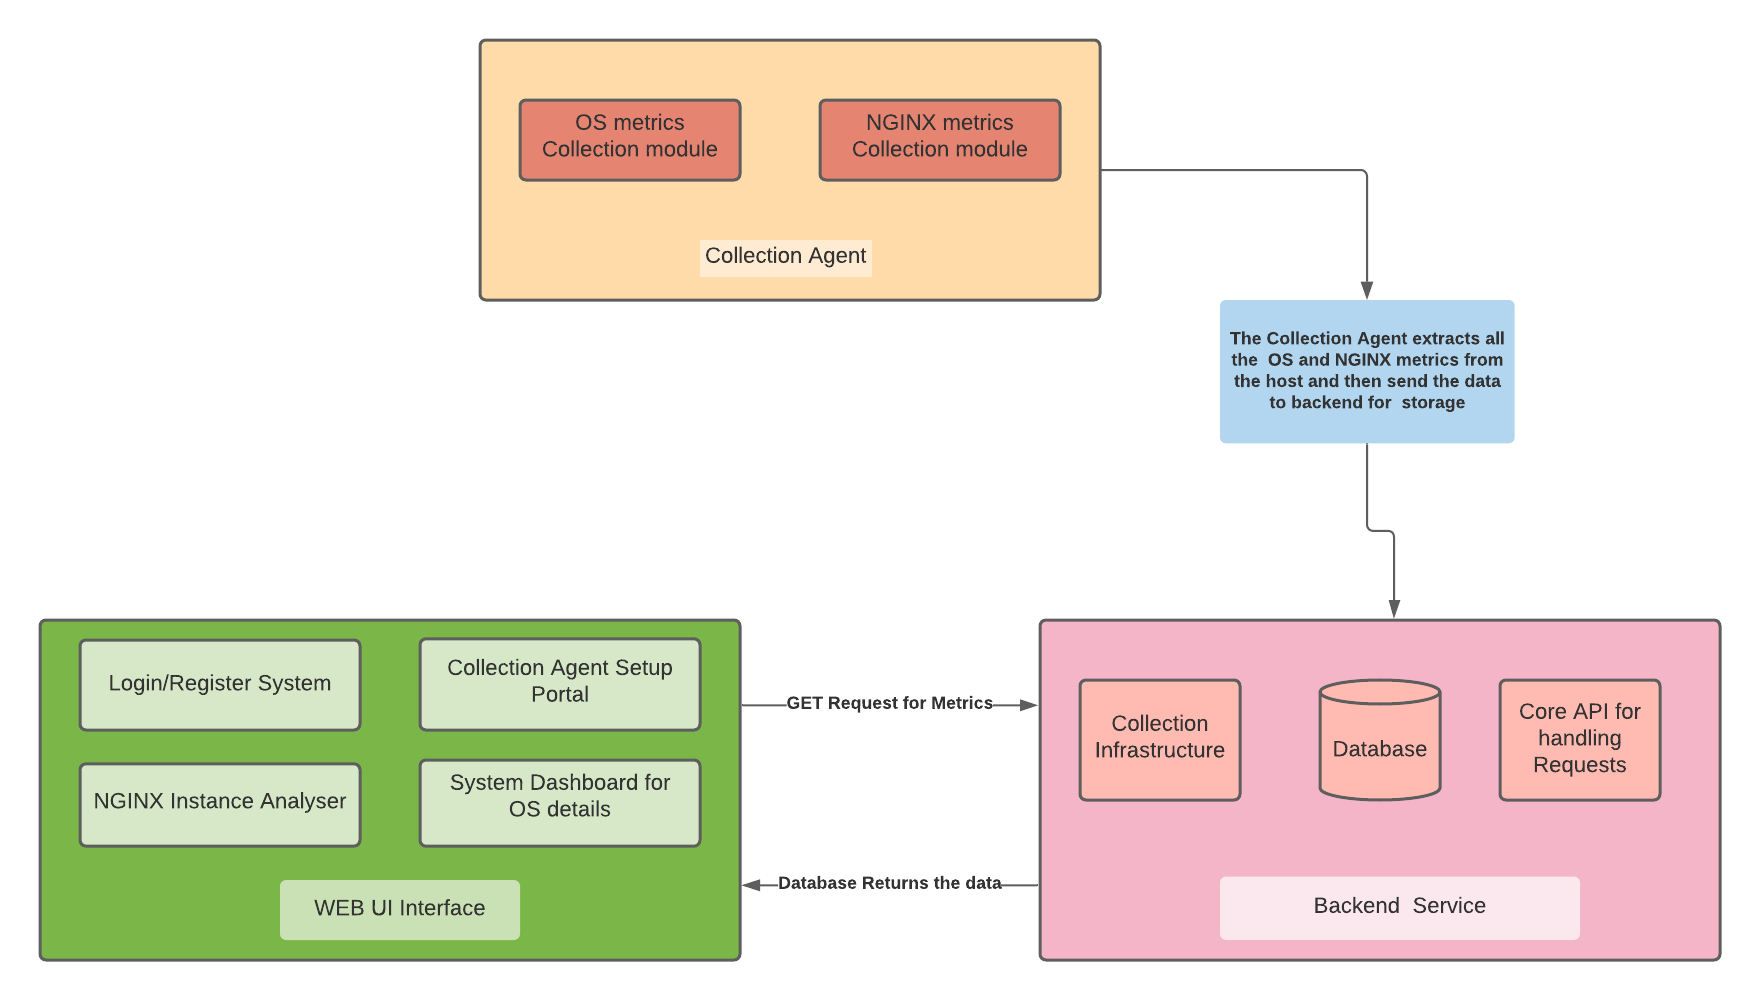 OS metrics
Collection module
NGINX metrics
Collection module
Collection Agent
The Collection Agent extracts all
the  OS and NGINX metrics from
the host and then send the data
to backend for  storage
Login/Register System
Collection Agent Setup
Portal
NGINX Instance Analyser
System Dashboard for
OS details
WEB UI Interface
GET Request for Metrics
Database Returns the data
Collection
Infrastructure
Database
Core API for
handling
Requests
Backend  Service